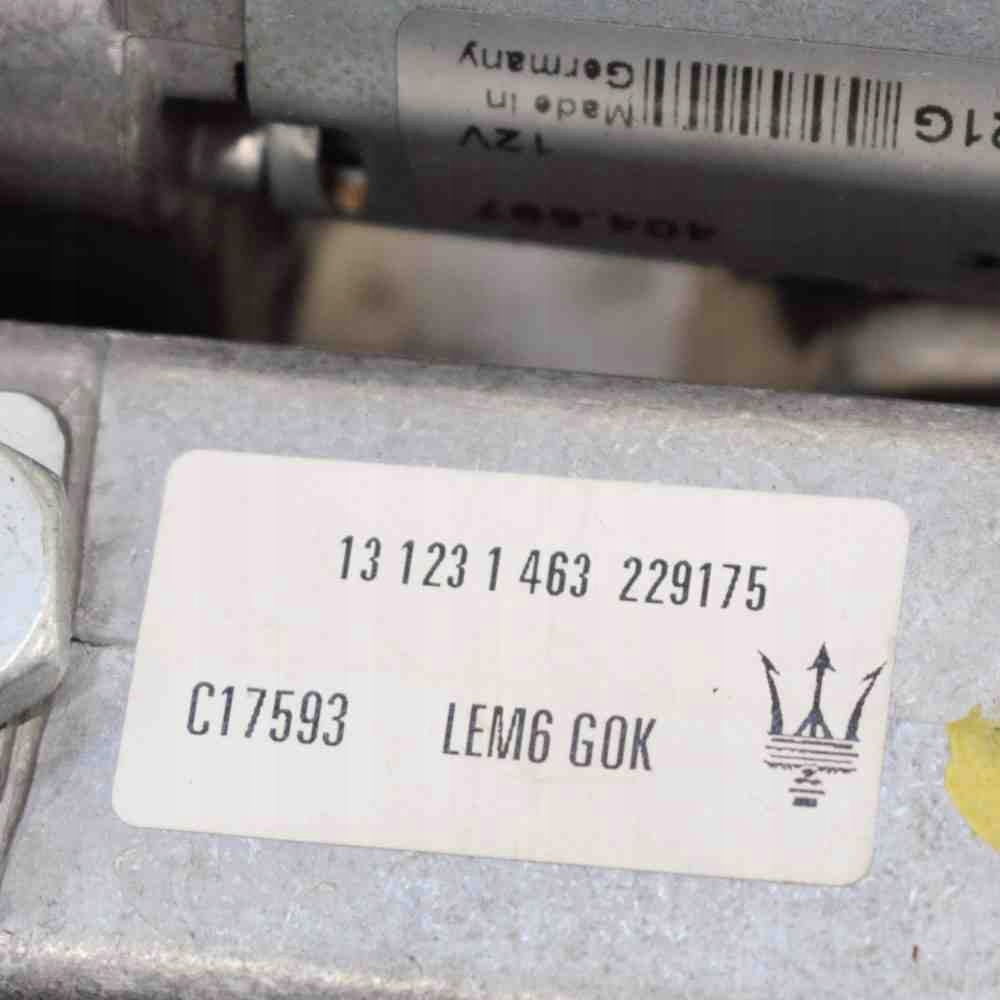 Germany
Made in
12V
21G
404.667
13 123 1 463 229175
C17593 LEM6 GOK